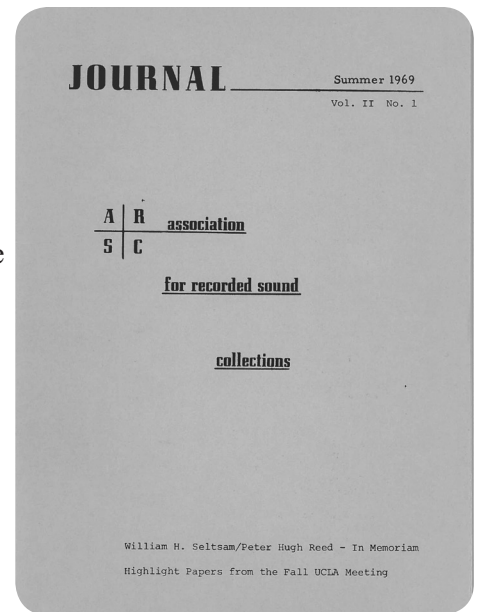 JOURNAL
Summer 1969
Vol. II No. 1
A R
association
S C
for recorded sound
collections
William H. Seltsam/Peter Hugh Reed - In Memoriam
Highlight Papers from the Fall UCLA Meeting
e